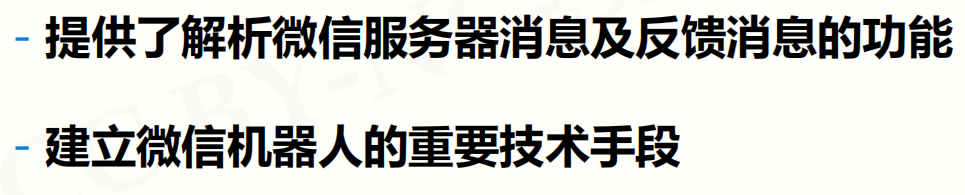 - 提供了解析微信服务器消息及反馈消息的功能
- 建立微信机器人的重要技术手段